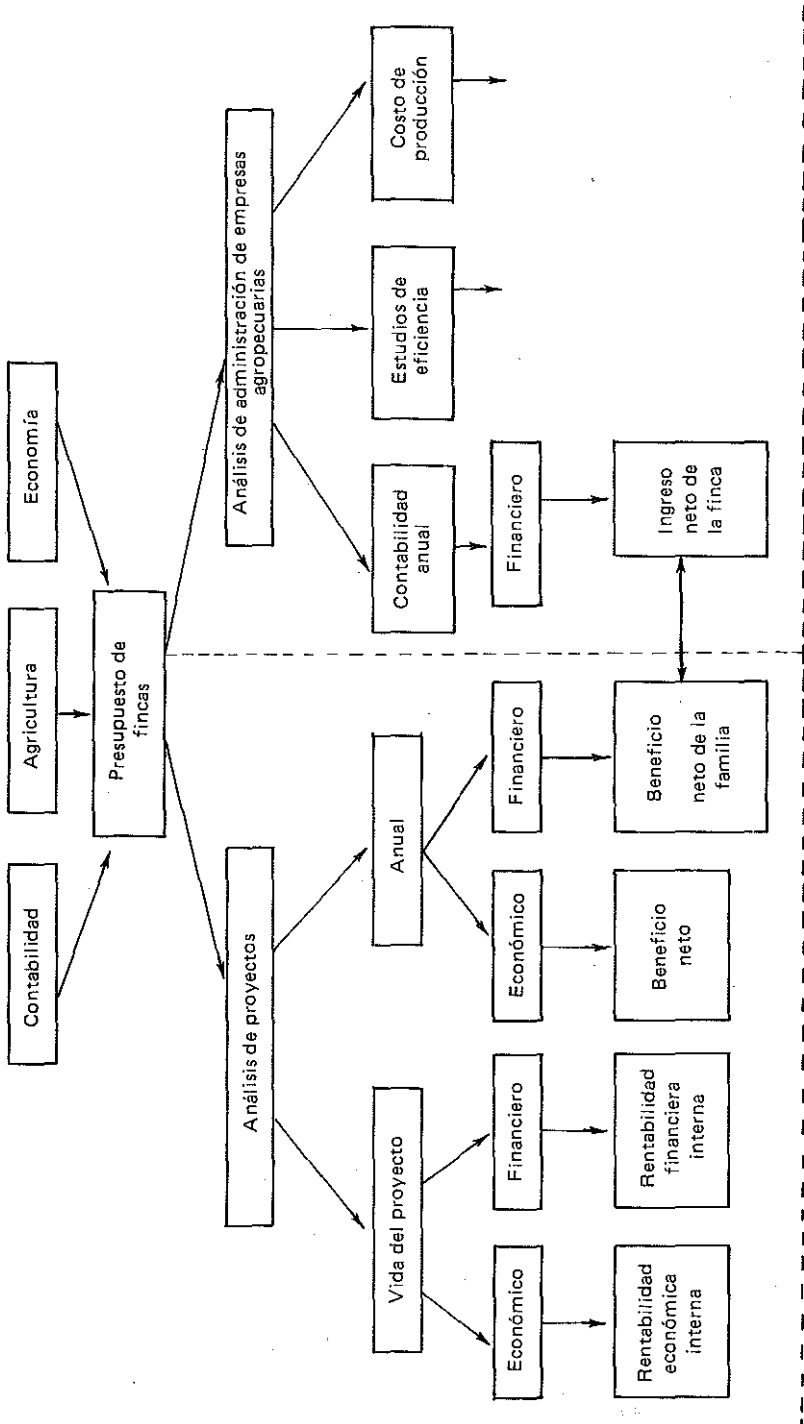 Contabilidad
Agricultura
Economía
Presupuesto de
fincas
Análisis de proyectos
Análisis de administración de empresas
agropecuarias
Vida del proyecto
Anual
Contabilidad
anual
Estudios de
eficiencia
Costo de
producción
Económico
Financiero
Económico
Financiero
Financiero
Rentabilidad
económica
interna
Rentabilidad
financiera
interna
Beneficio
neto
Beneficio
neto de la
familia
Ingreso
neto de
la finca